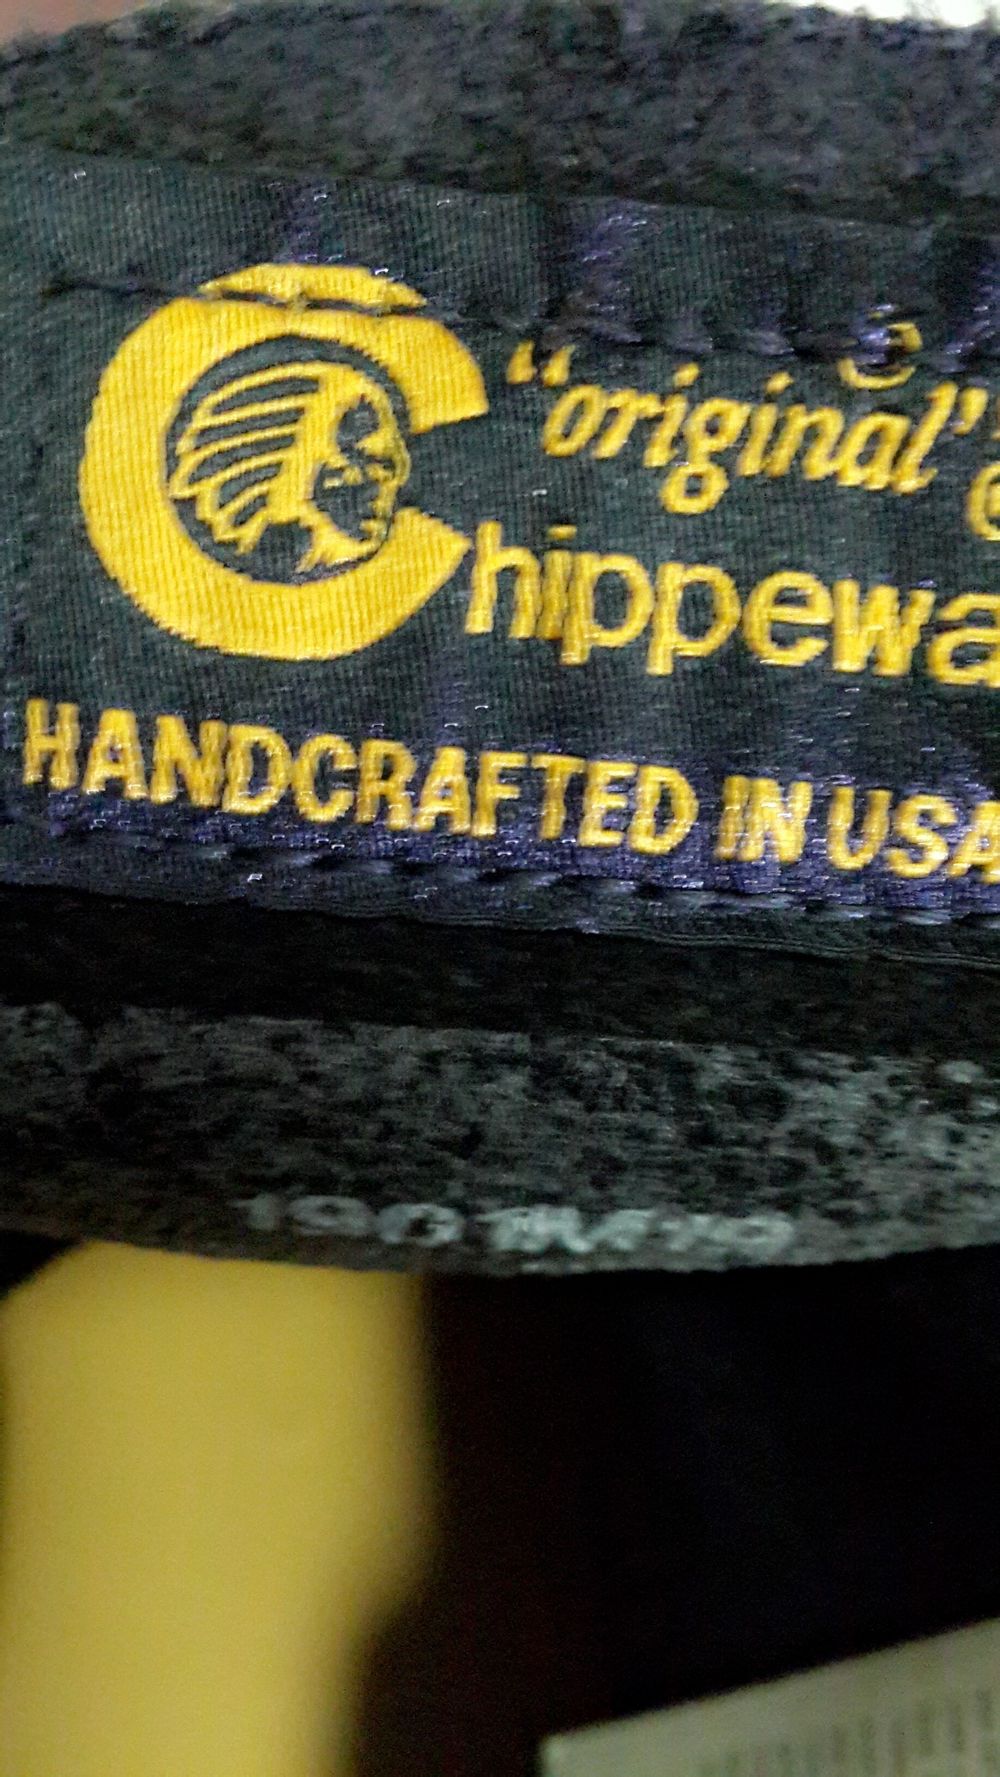 "original"
Chippewa
HANDCRAFTED IN USA